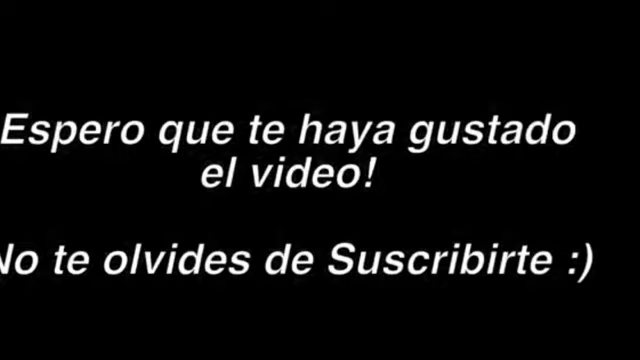 Espero que te haya gustado
el video!
No te olvides de Suscribirte :)